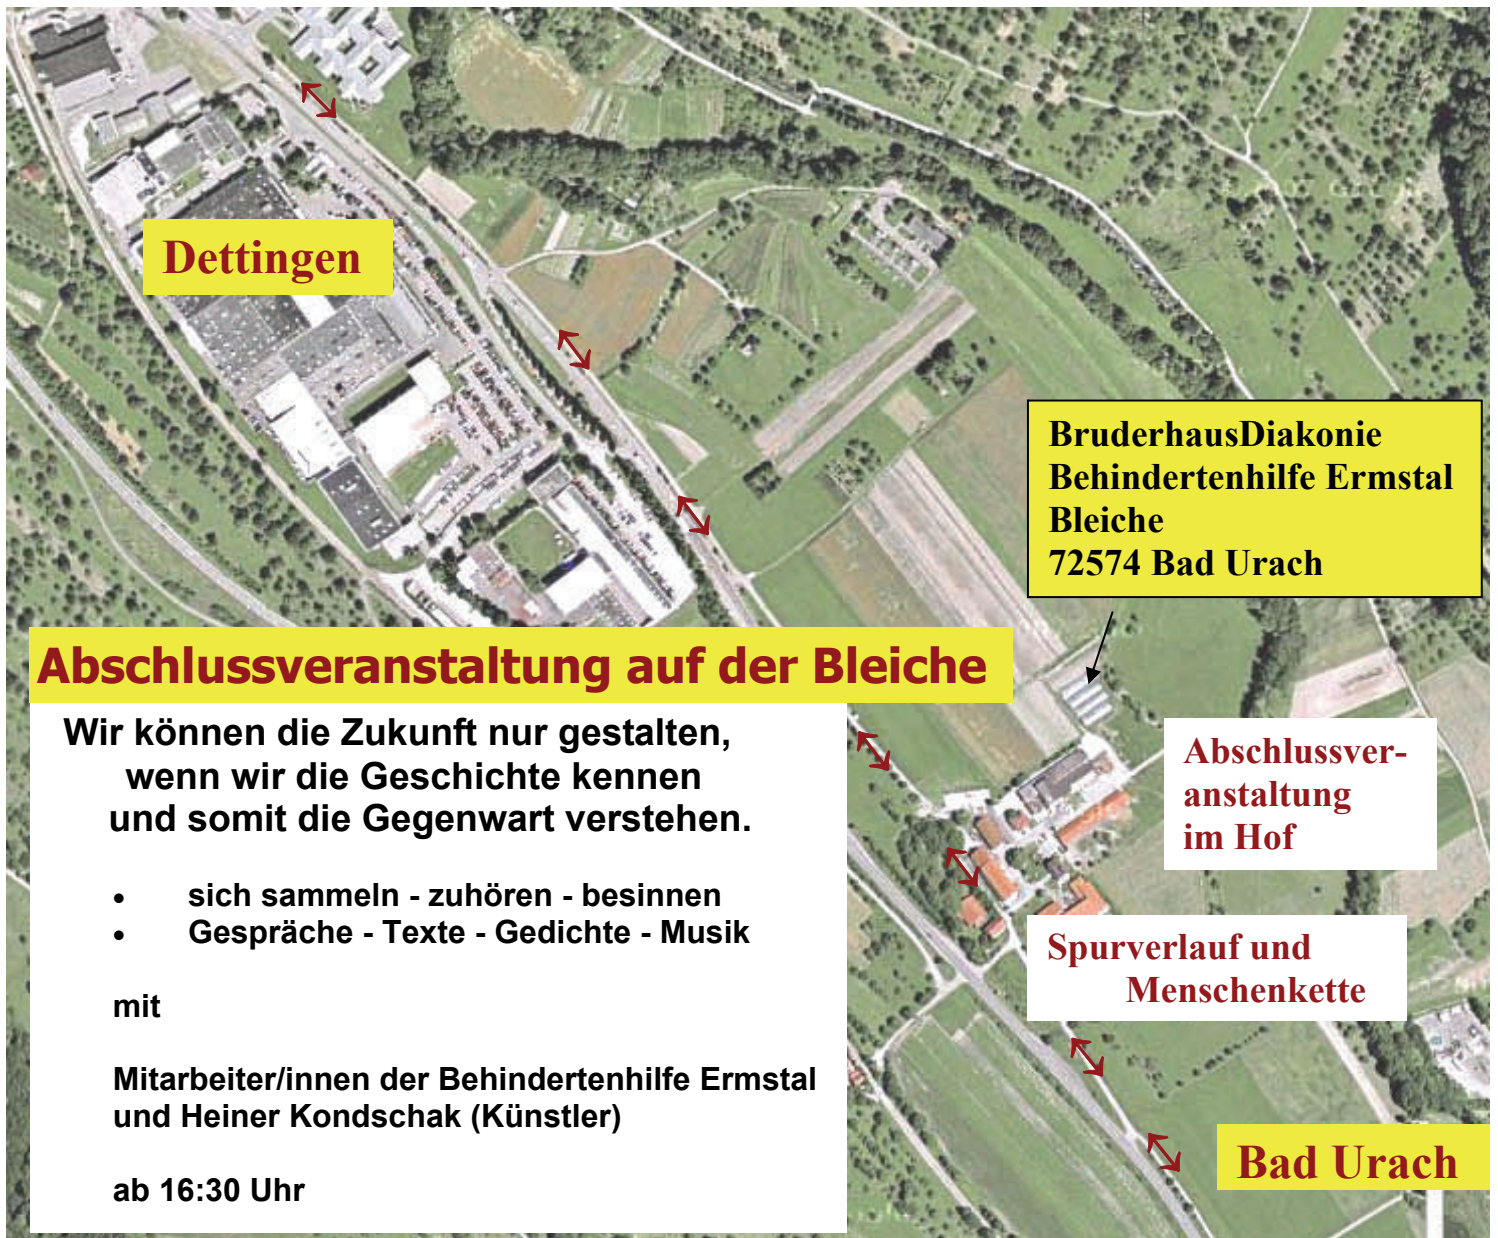 Dettingen
BruderhausDiakonie
Behindertenhilfe Ermstal
Bleiche
72574 Bad Urach
Abschlussveranstaltung auf der Bleiche
Wir können die Zukunft nur gestalten,
wenn wir die Geschichte kennen
und somit die Gegenwart verstehen.
• sich sammeln - zuhören - besinnen
• Gespräche - Texte - Gedichte - Musik
mit
Mitarbeiter/innen der Behindertenhilfe Ermstal
und Heiner Kondschak (Künstler)
ab 16:30 Uhr
Abschlussver-
anstaltung
im Hof
Spurverlauf und
Menschenkette
Bad Urach